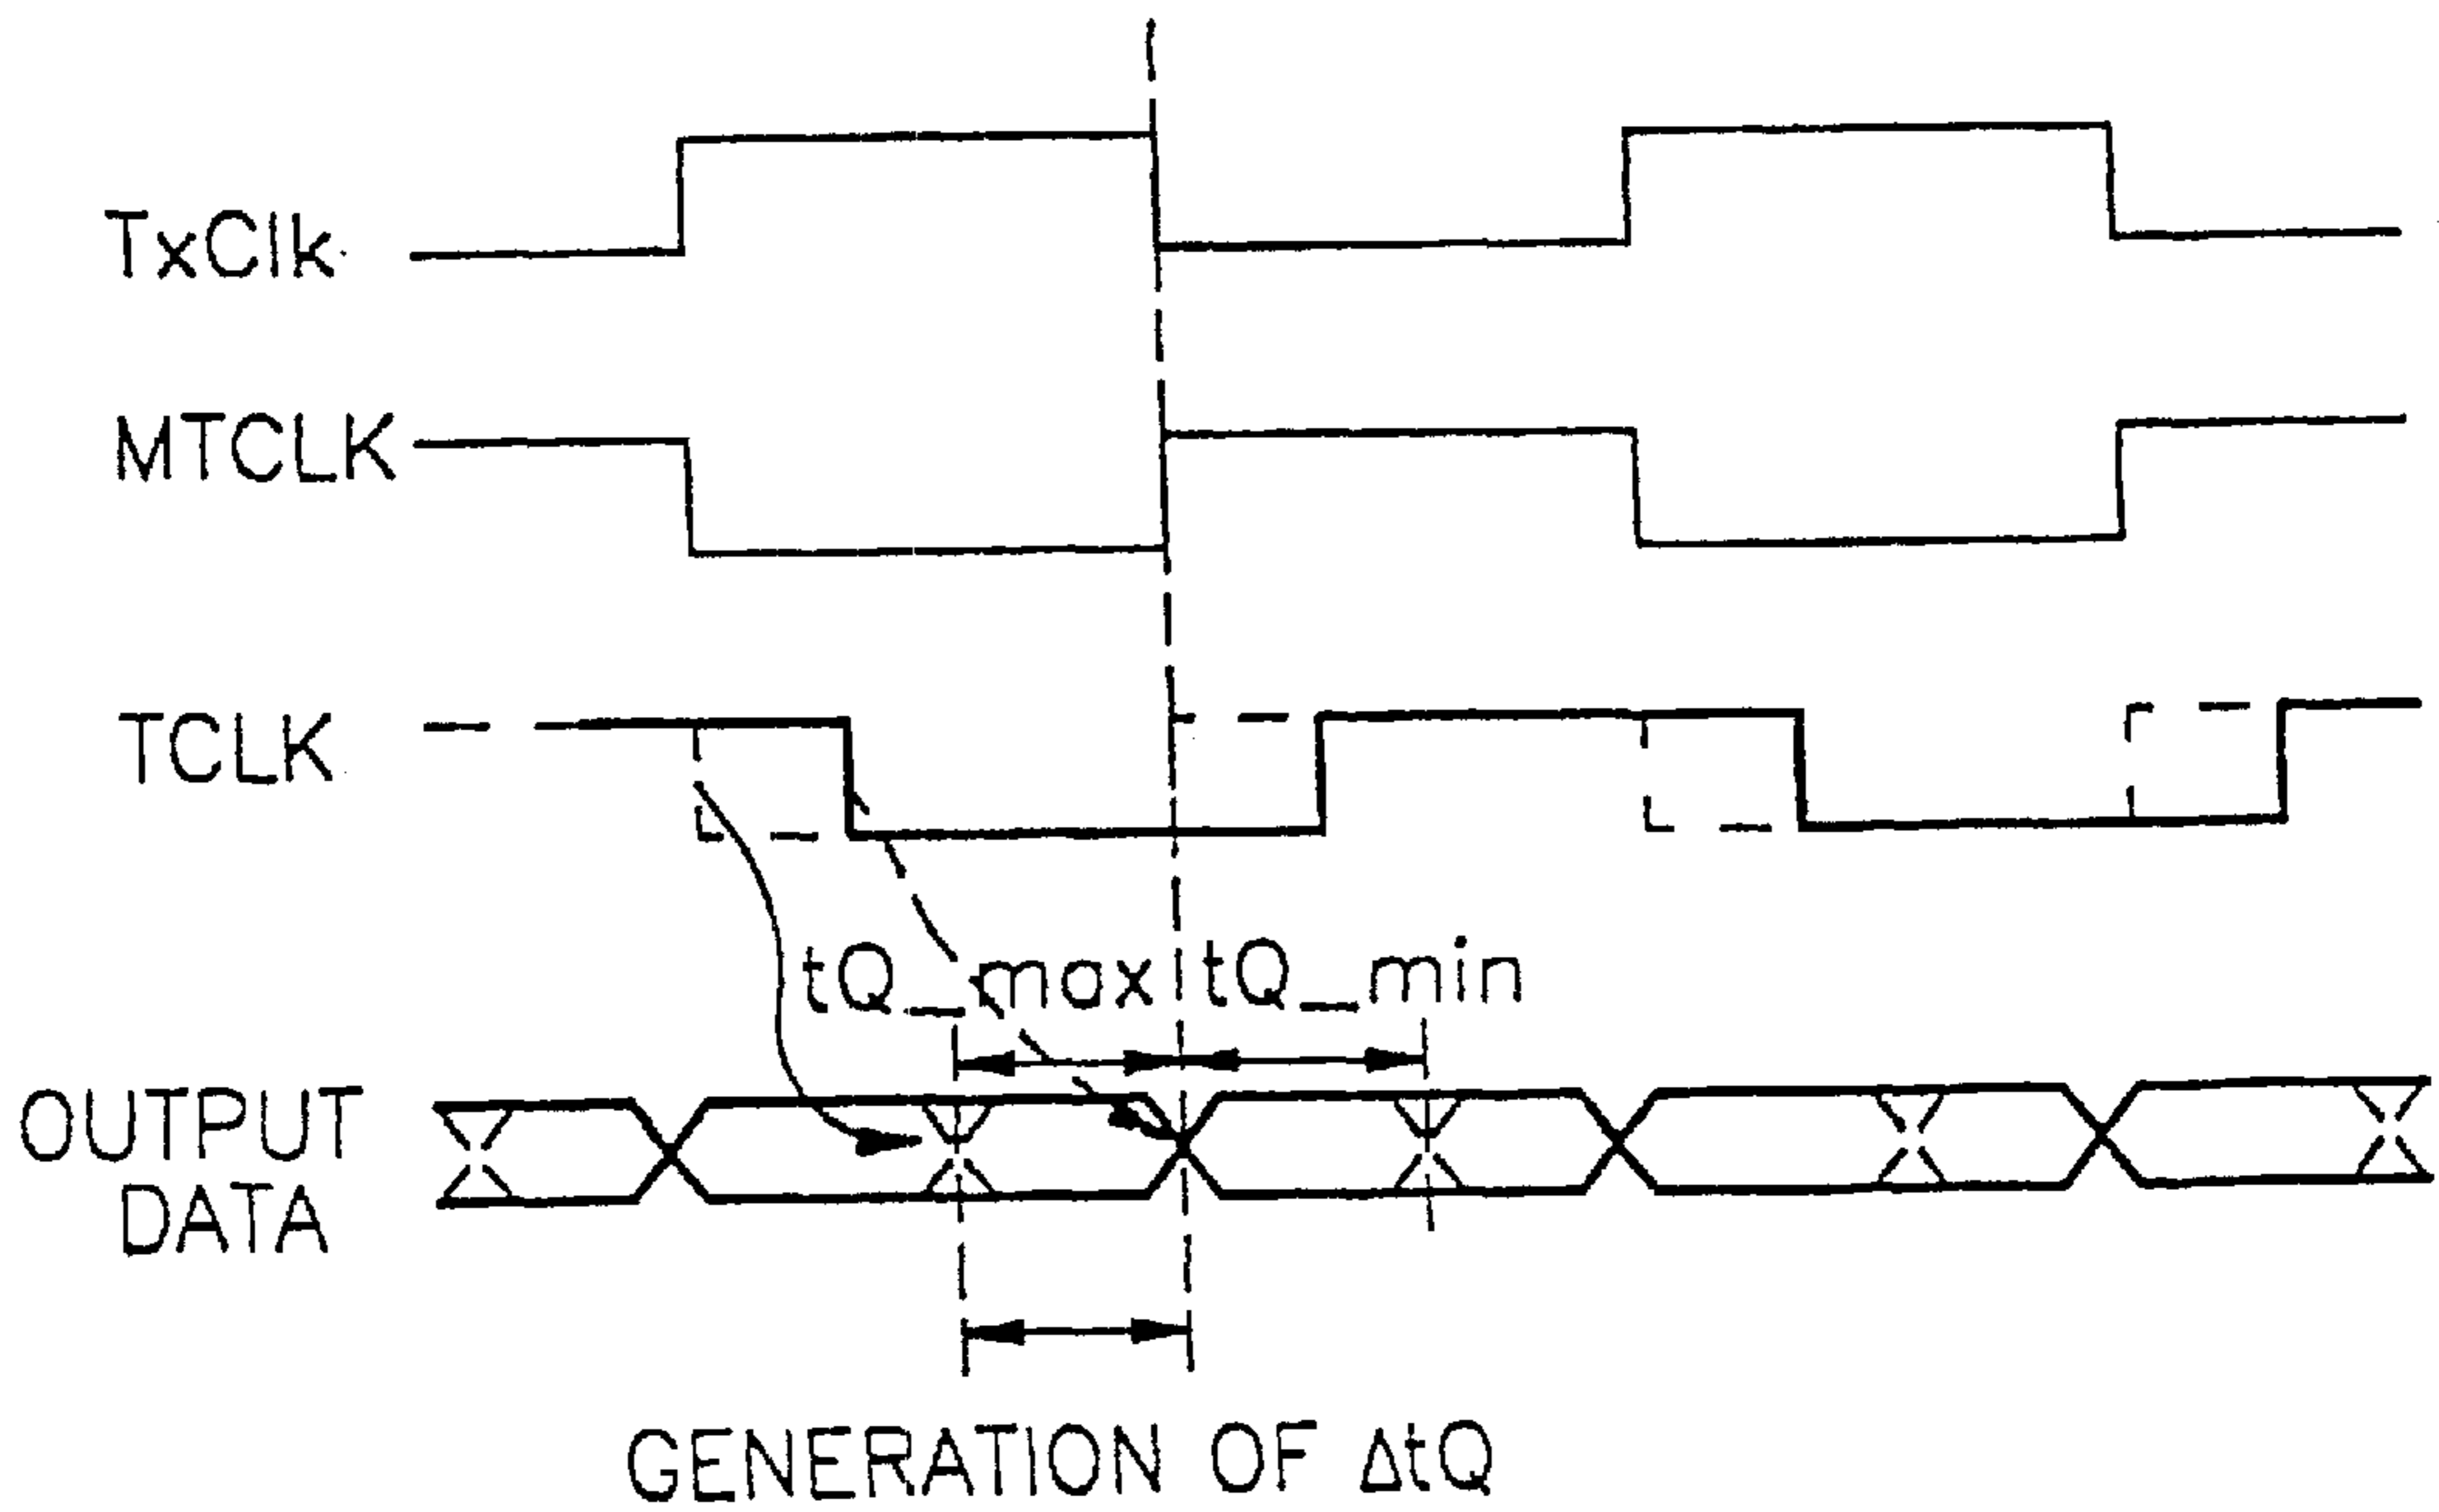 TxClk
MTCLK
TCLK
tQ_max tQ_min
OUTPUT
DATA
GENERATION OF ΔtQ